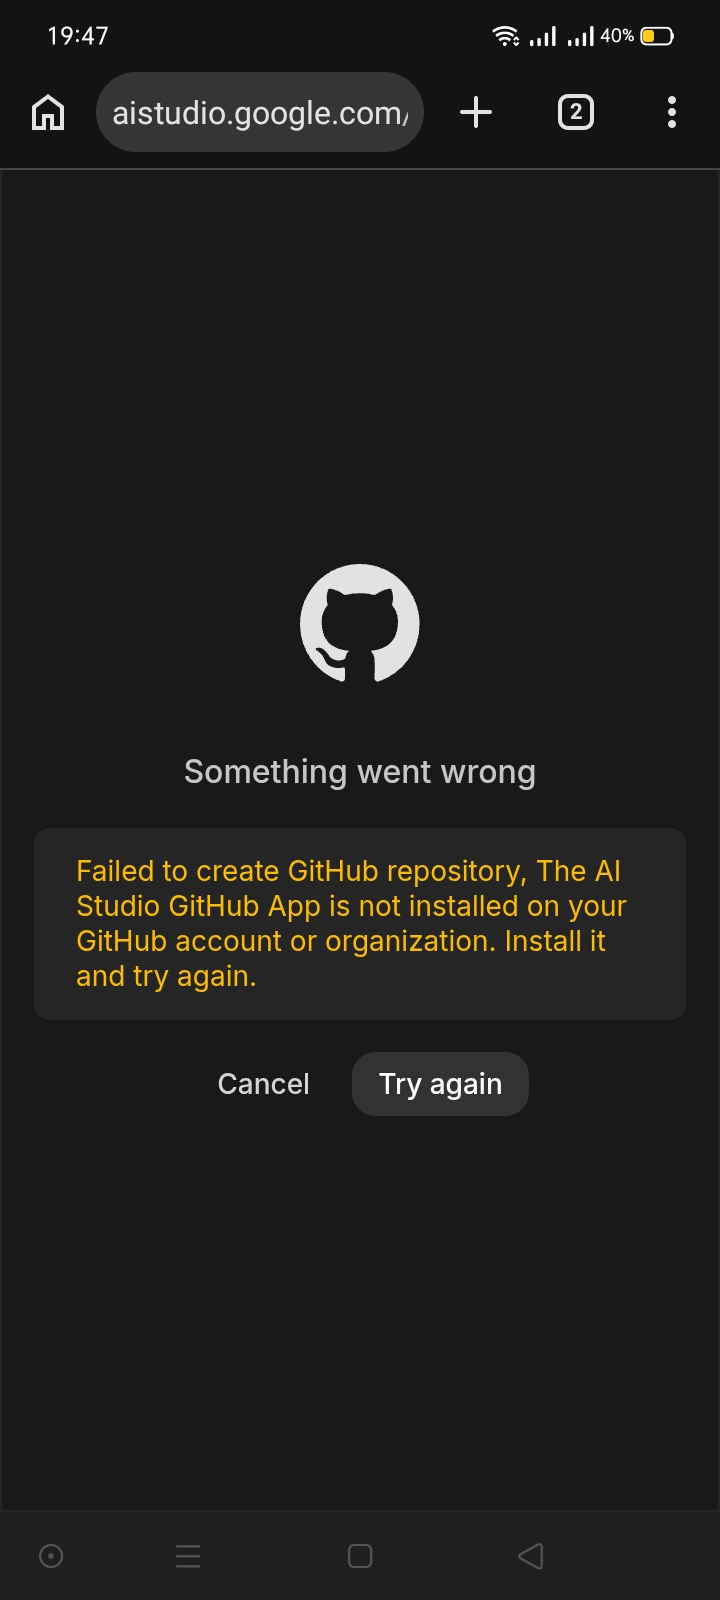 19:47
40%
aistudio.google.com/
2
Something went wrong
Failed to create GitHub repository, The AI
Studio GitHub App is not installed on your
GitHub account or organization. Install it
and try again.
Cancel
Try again